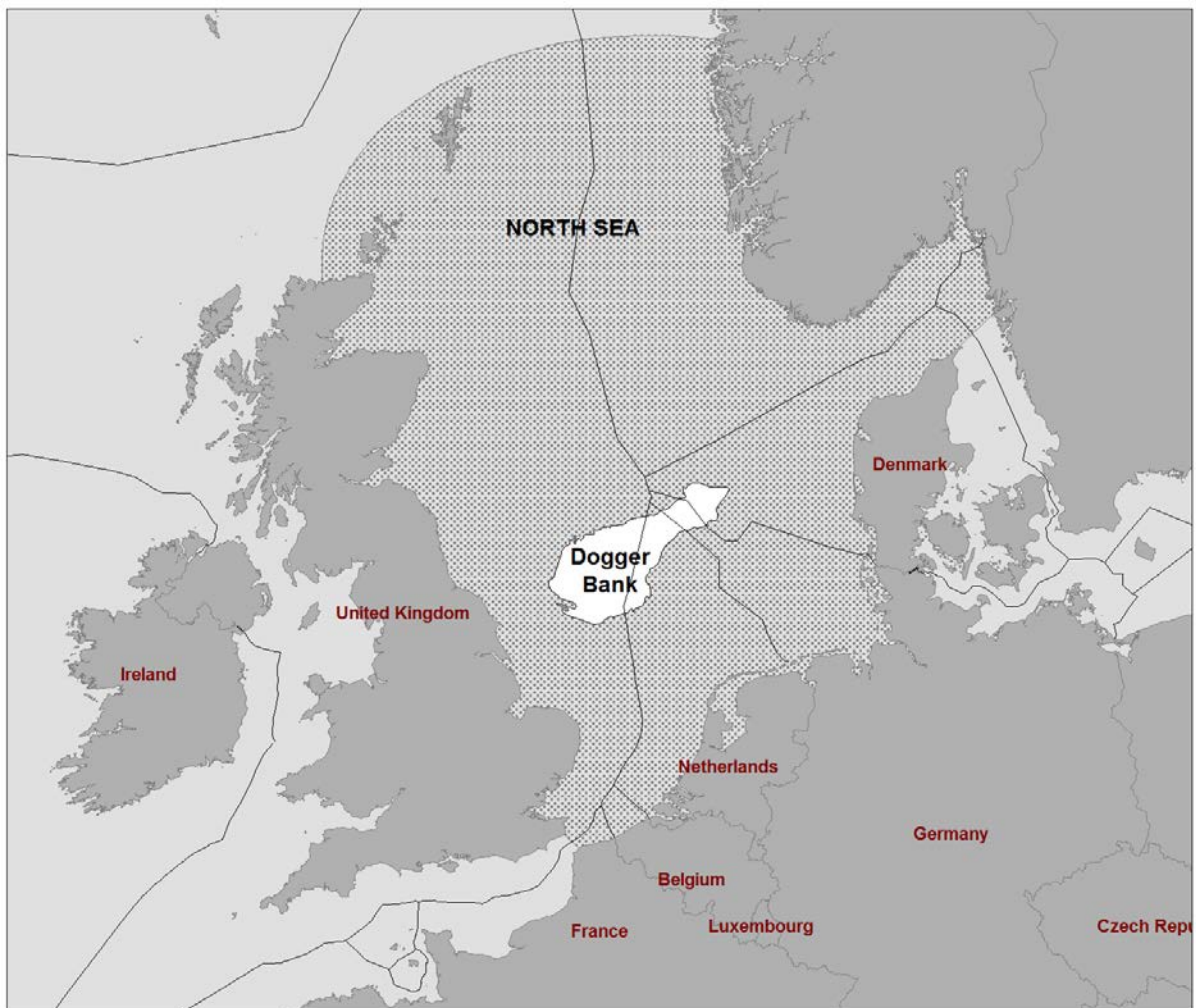 NORTH SEA
Denmark
Dogger
Bank
United Kingdom
Ireland
Netherlands
Germany
Belgium
France
Luxembourg
Czech Repu